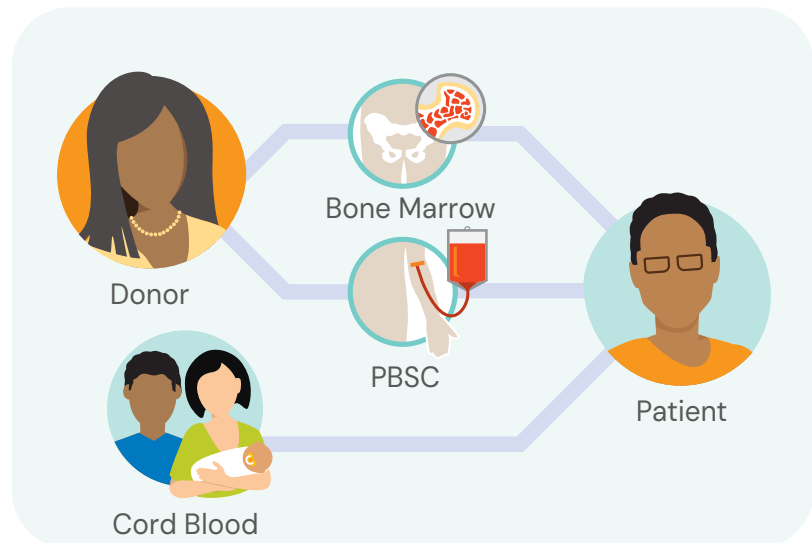 Bone Marrow
Donor
PBSC
Patient
Cord Blood